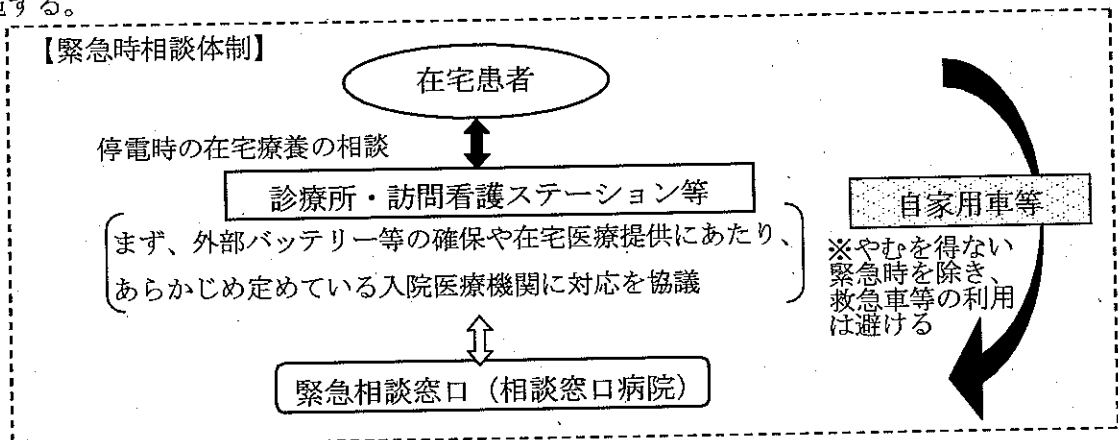 する。
【緊急時相談体制】
在宅患者
停電時の在宅療養の相談
診療所・訪問看護ステーション等
まず、外部バッテリー等の確保や在宅医療提供にあたり、
あらかじめ定めている入院医療機関に対応を協議
緊急相談窓口（相談窓口病院）
自家用車等
※やむを得ない
緊急時を除き、
救急車等の利用
は避ける